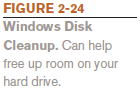 FIGURE 2-24
Windows Disk
Cleanup. Can help
free up room on your
hard drive.